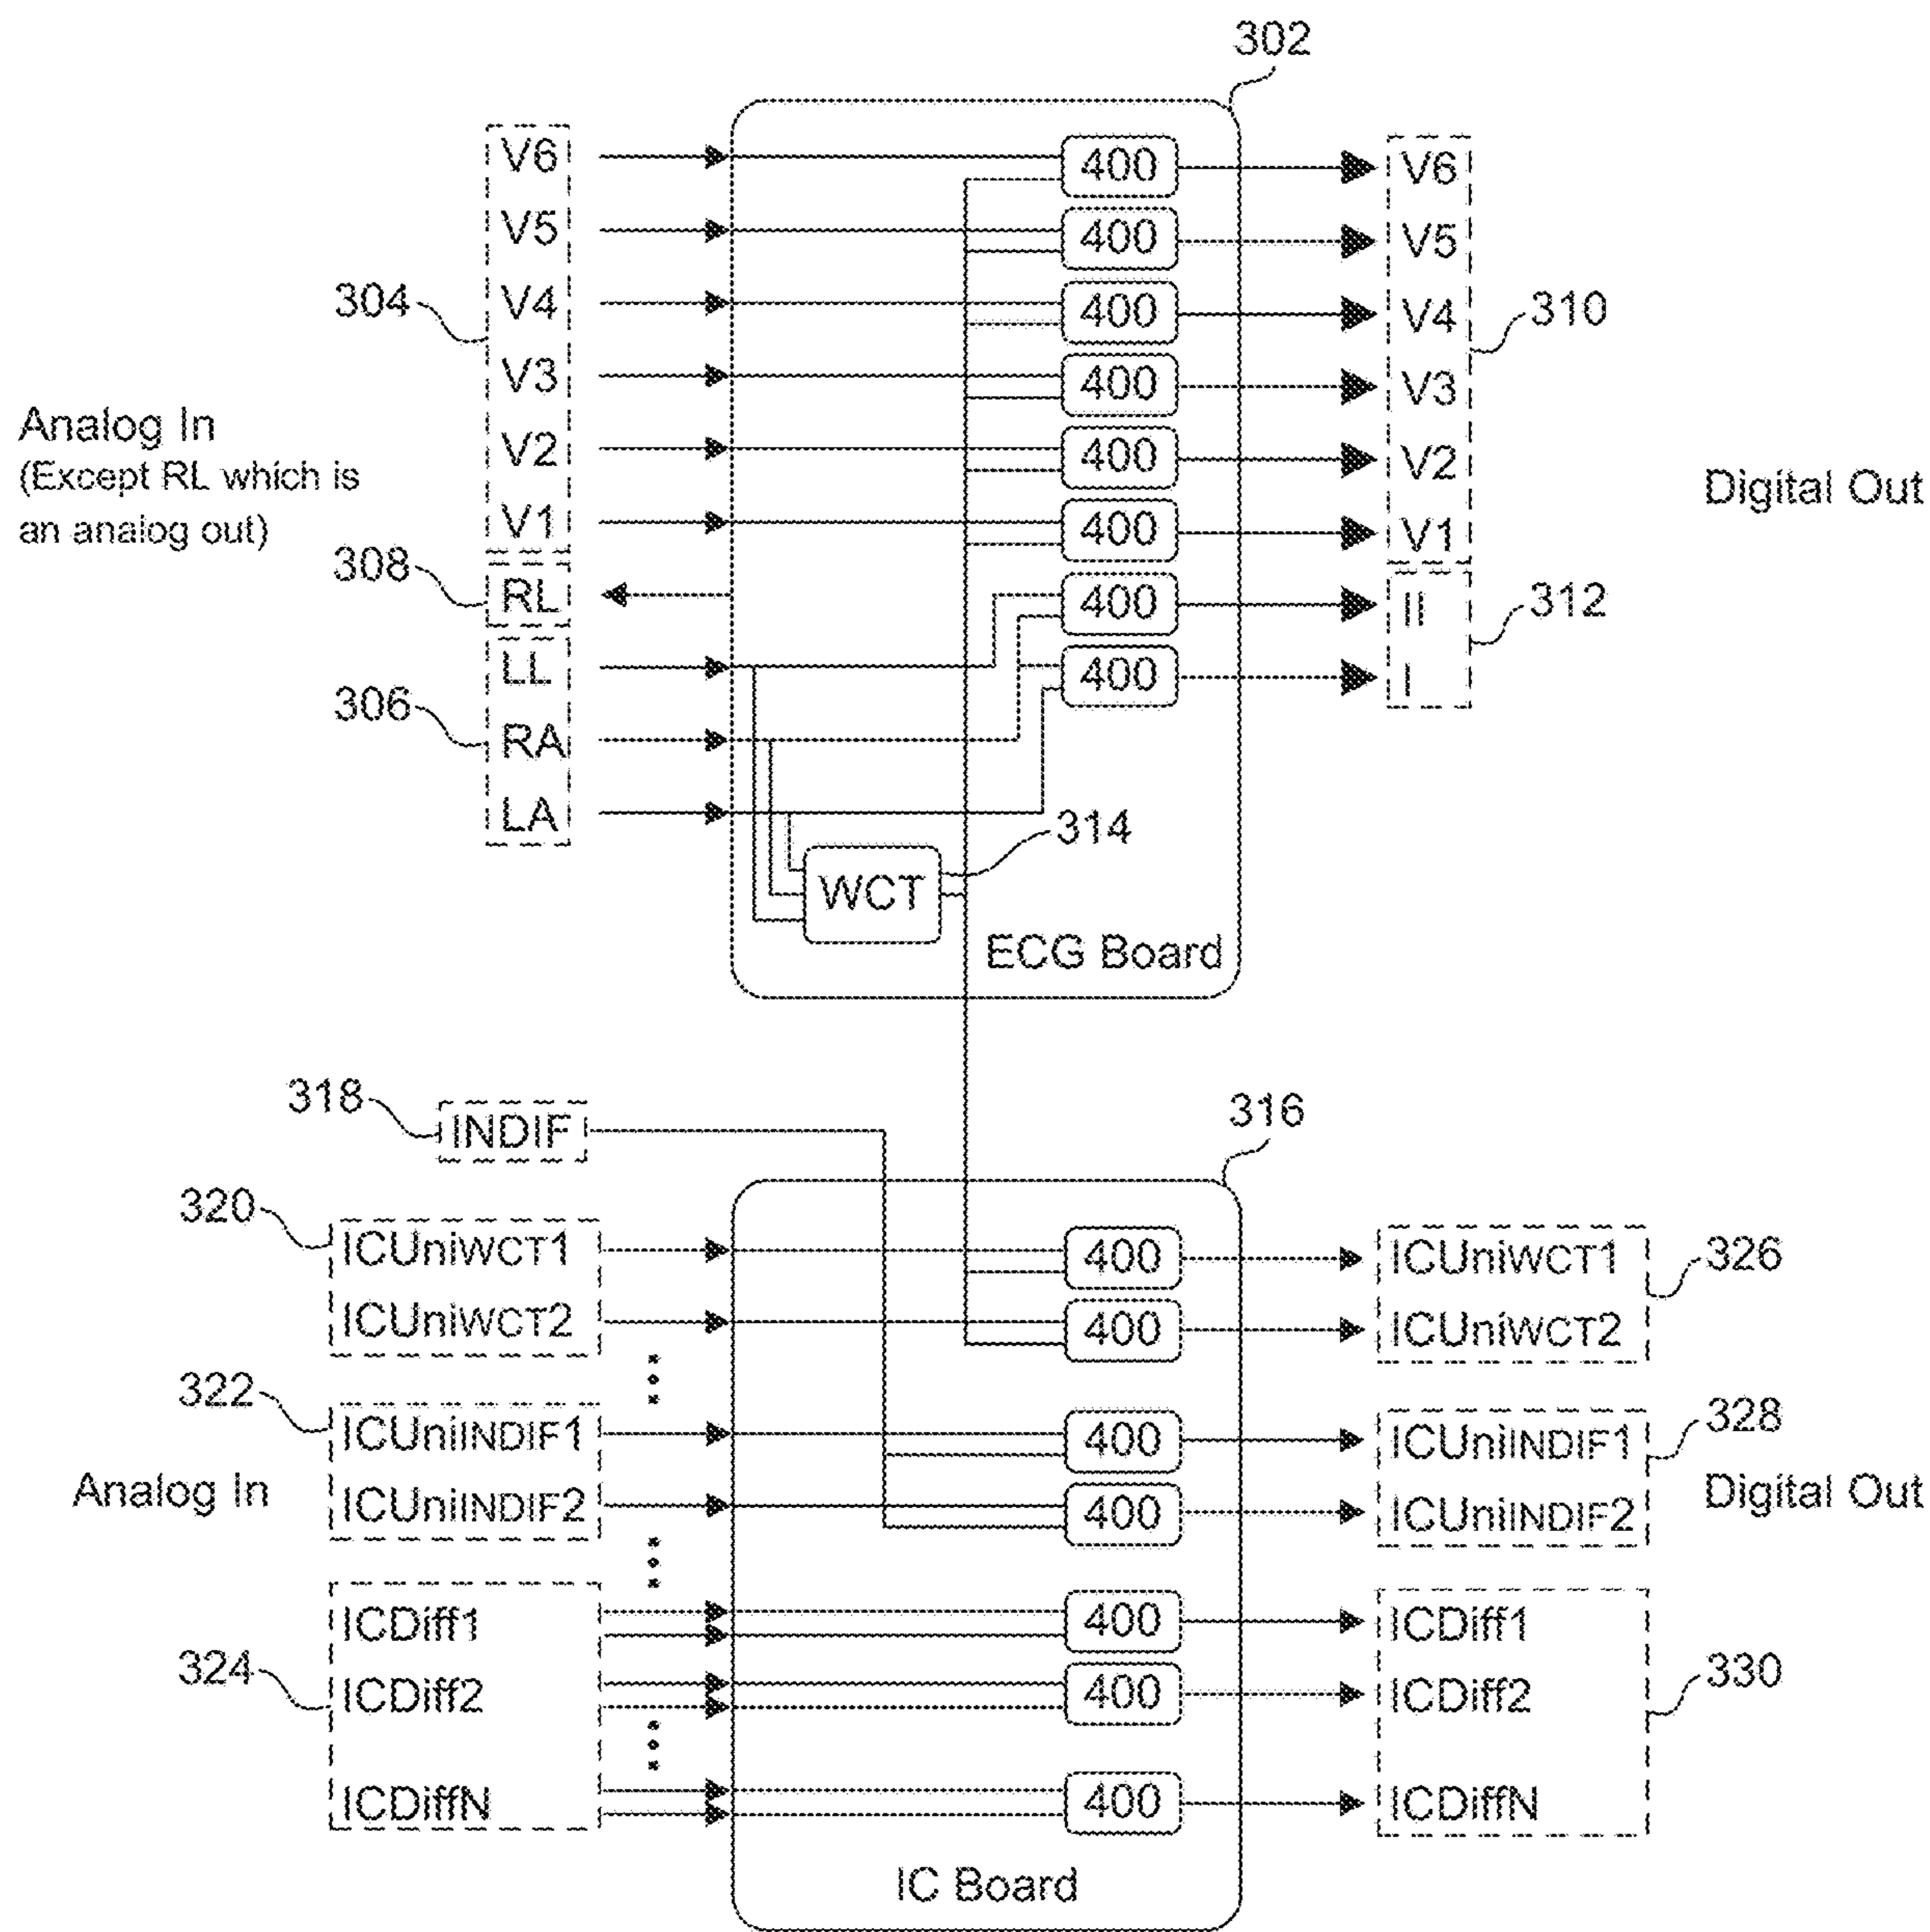 302
V6 400 V6
V5 400 V5
304 V4 400 V4 310
V3 400 V3
Analog In
(Except RL which is
an analog out)
V2 400 V2
Digital Out
V1 400 V1
308 RL 400 II 312
LL 400 I
306 RA
LA
314
WCT
ECG Board
318 INDIF
316
320 ICUniWCT1 400 ICUniWCT1 326
ICUniWCT2 400 ICUniWCT2
322 ICUniINDIF1 400 ICUniINDIF1 328
Analog In
Digital Out
ICUniINDIF2 400 ICUniINDIF2
ICDiff1 400 ICDiff1
324 ICDiff2 400 ICDiff2 330
ICDiffN 400 ICDiffN
IC Board